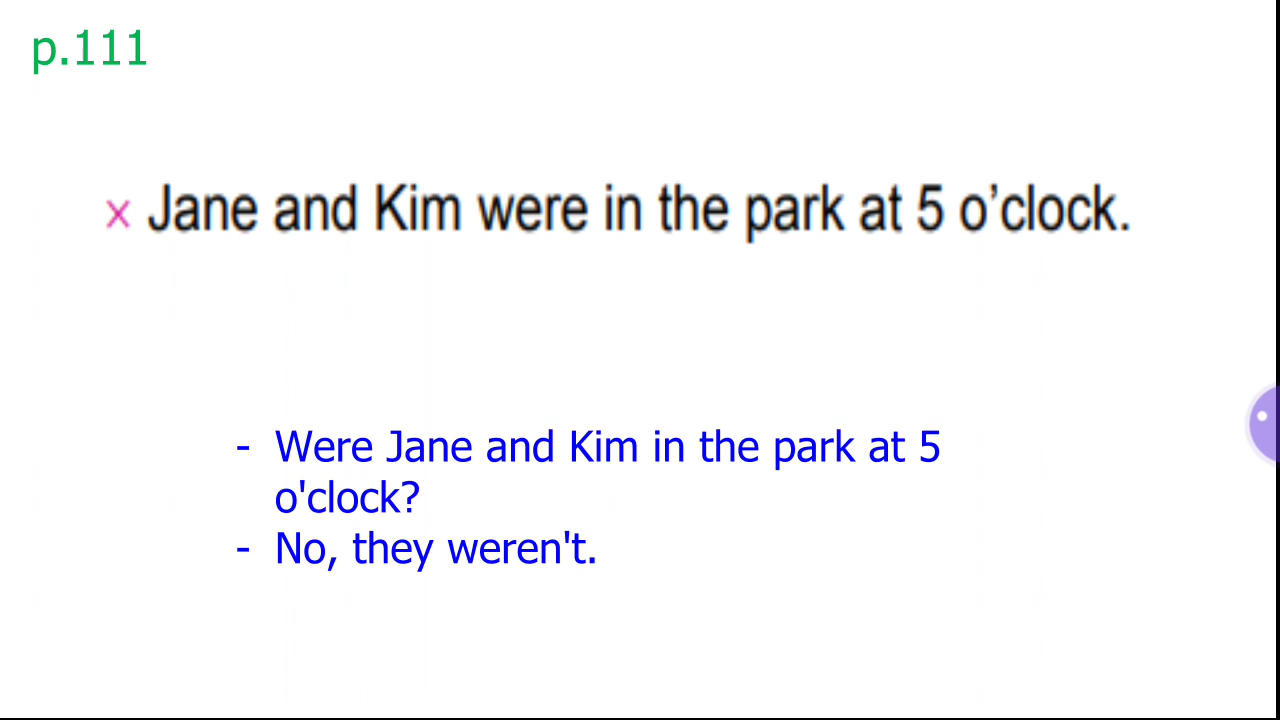 p.111
× Jane and Kim were in the park at 5 o’clock.
- Were Jane and Kim in the park at 5
o'clock?
- No, they weren't.